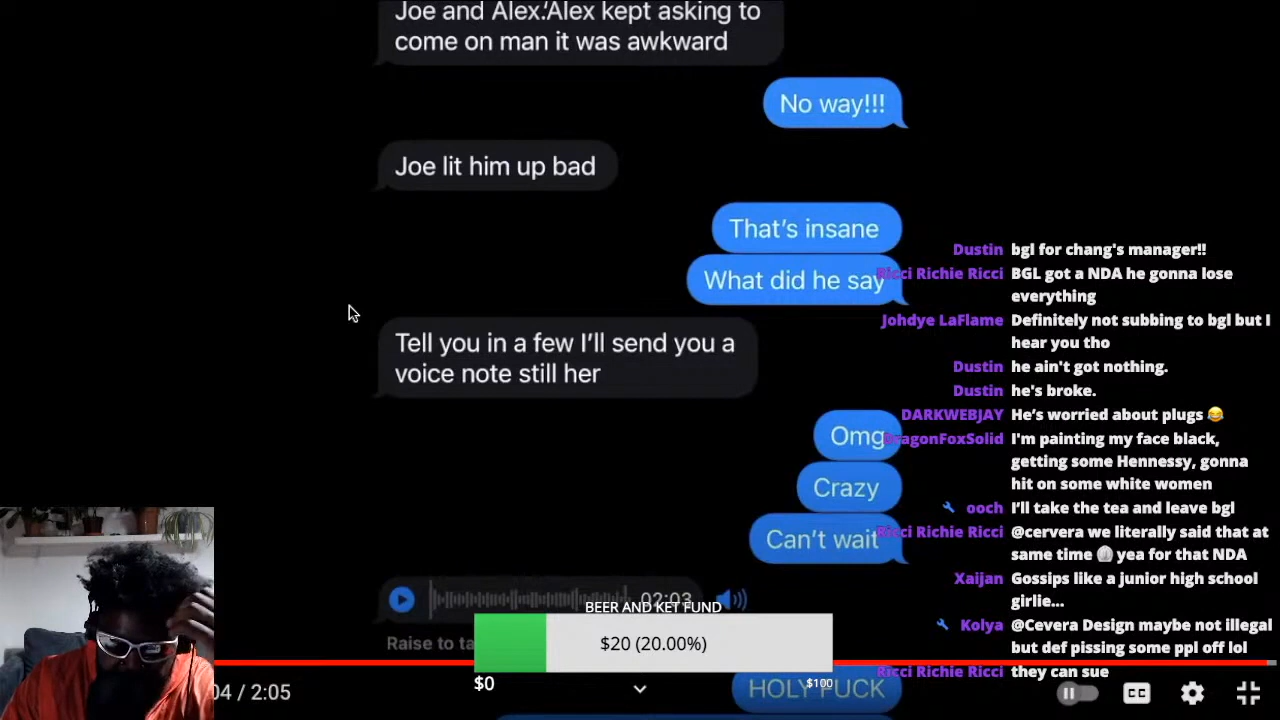 Joe and Alex.'Alex kept asking to
come on man it was awkward
No way!!!
Joe lit him up bad
That's insane
What did he say
Tell you in a few I'll send you a
voice note still her
Omg
Crazy
Can't wait
02:03
Raise to ta
HOLY FUCK
Dustin bgl for chang's manager!!
Ricci Richie Ricci BGL got a NDA he gonna lose
everything
Johdye LaFlame Definitely not subbing to bgl but I
hear you tho
Dustin he ain't got nothing.
Dustin he's broke.
DARKWEBJAY He's worried about plugs 😂
DragonFoxSolid I'm painting my face black,
getting some Hennessy, gonna
hit on some white women
ooch I'll take the tea and leave bgl
Ricci Richie Ricci @cervera we literally said that at
same time yea for that NDA
Xaijan Gossips like a junior high school
girlie...
Kolya @Cevera Design maybe not illegal
but def pissing some ppl off lol
Ricci Richie Ricci they can sue
BEER AND KET FUND
$20 (20.00%)
$0
$100
04 / 2:05
CC